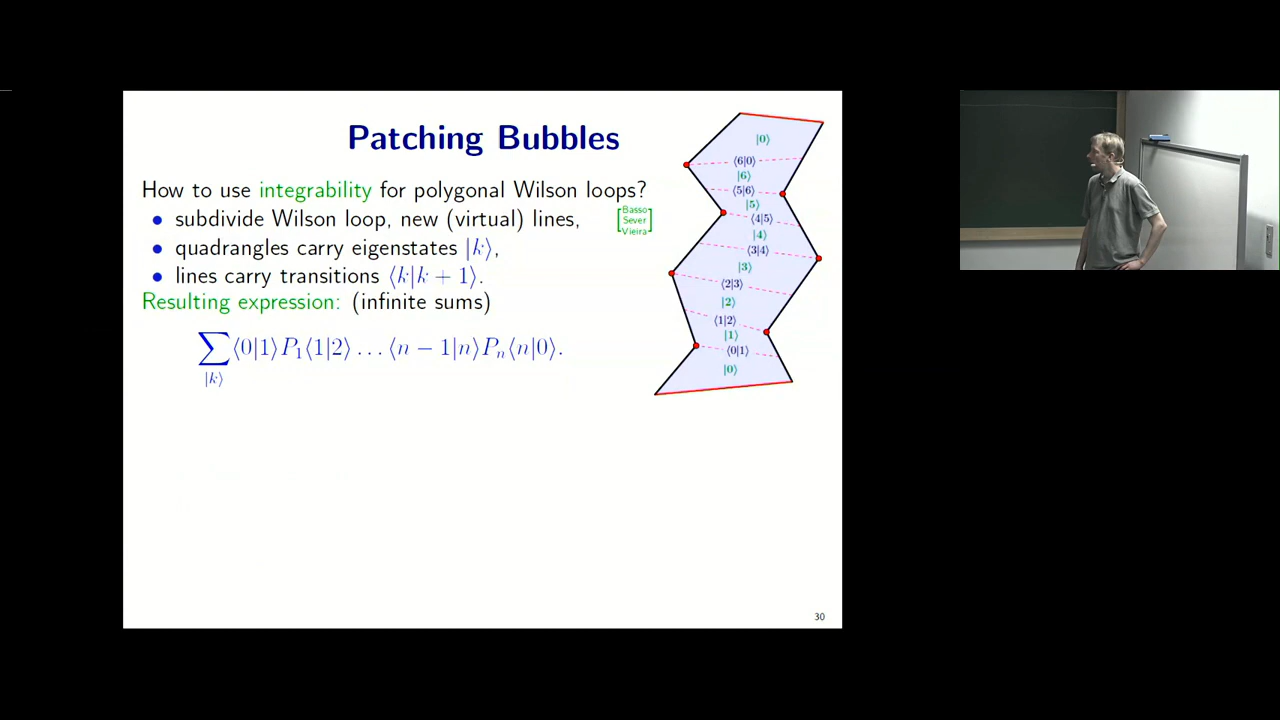 Patching Bubbles
How to use integrability for polygonal Wilson loops?
• subdivide Wilson loop, new (virtual) lines,
[Basso
Sever
Vieira]
• quadrangles carry eigenstates |k⟩,
• lines carry transitions ⟨k|k + 1⟩.
Resulting expression: (infinite sums)
∑|k⟩ ⟨0|1⟩P₁⟨1|2⟩ … ⟨n − 1|n⟩Pₙ⟨n|0⟩.
|0⟩
⟨6|0⟩
|6⟩
⟨5|6⟩
|5⟩
⟨4|5⟩
|4⟩
⟨3|4⟩
|3⟩
⟨2|3⟩
|2⟩
⟨1|2⟩
|1⟩
⟨0|1⟩
|0⟩
30